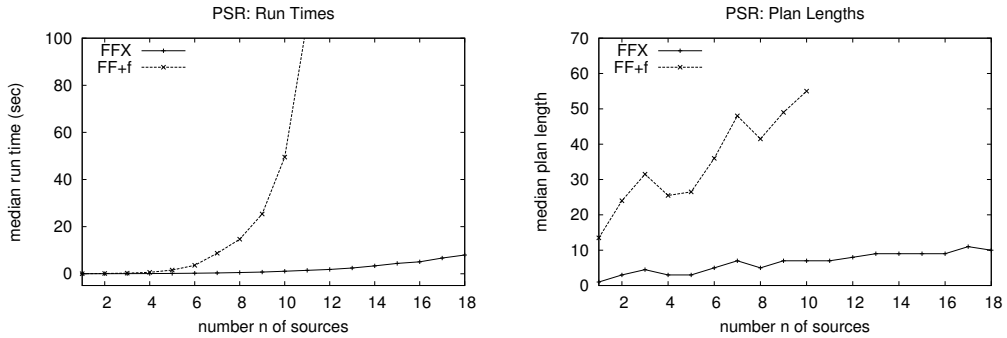 PSR: Run Times
FFX
FF+f
median run time (sec)
100
80
60
40
20
0
2 4 6 8 10 12 14 16 18
number n of sources
PSR: Plan Lengths
FFX
FF+f
median plan length
70
60
50
40
30
20
10
0
2 4 6 8 10 12 14 16 18
number n of sources